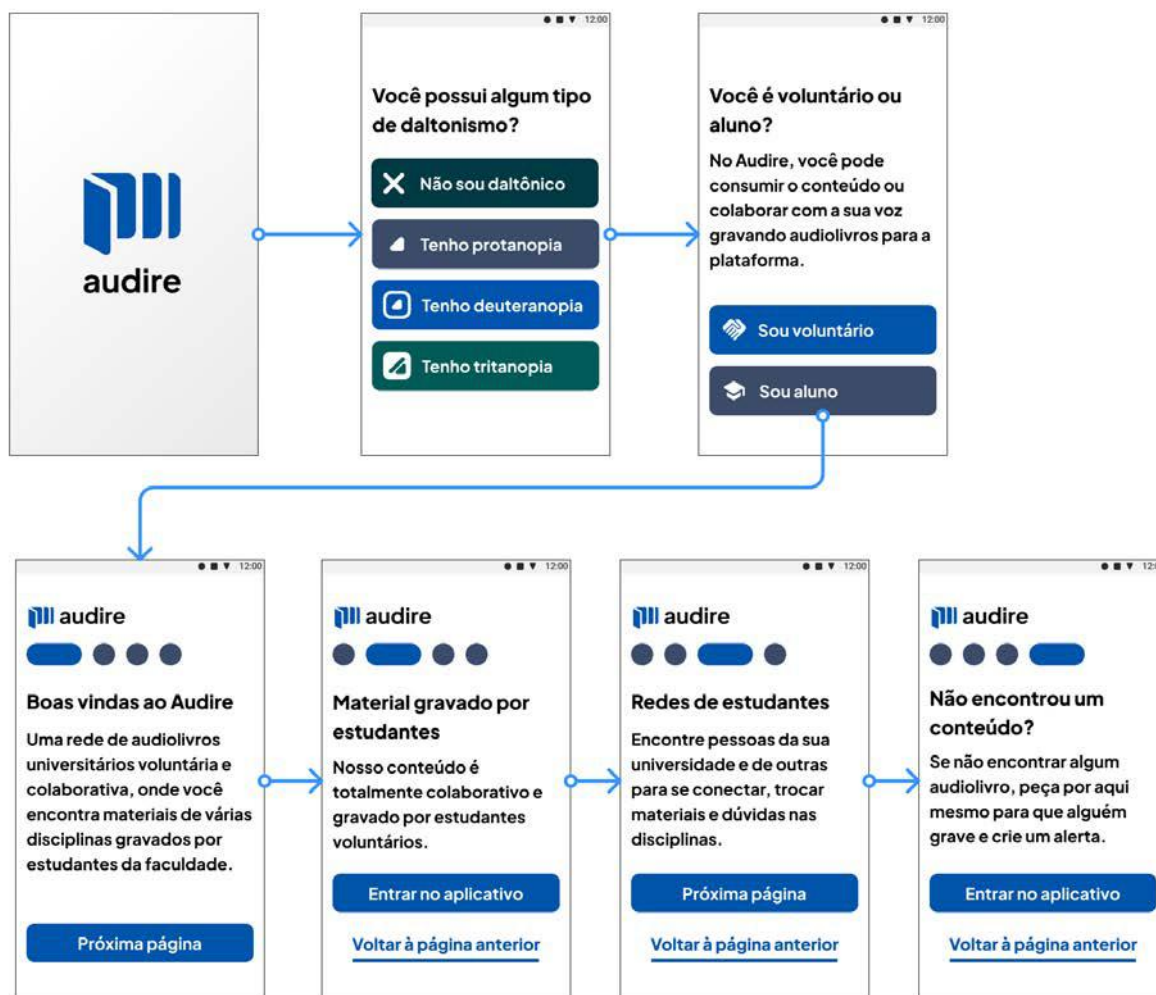 audire
12:00
Você possui algum tipo
de daltonismo?
Não sou daltônico
Tenho protanopia
Tenho deuteranopia
Tenho tritanopia
12:00
Você é voluntário ou
aluno?
No Audire, você pode
consumir o conteúdo ou
colaborar com a sua voz
gravando audiolivros para a
plataforma.
Sou voluntário
Sou aluno
12:00
audire
Boas vindas ao Audire
Uma rede de audiolivros
universitários voluntária e
colaborativa, onde você
encontra materiais de várias
disciplinas gravados por
estudantes da faculdade.
Próxima página
12:00
audire
Material gravado por
estudantes
Nosso conteúdo é
totalmente colaborativo e
gravado por estudantes
voluntários.
Entrar no aplicativo
Voltar à página anterior
12:00
audire
Redes de estudantes
Encontre pessoas da sua
universidade e de outras
para se conectar, trocar
materiais e dúvidas nas
disciplinas.
Próxima página
Voltar à página anterior
audire
Não encontrou um
conteúdo?
Se não encontrar algum
audiolivro, peça por aqui
mesmo para que alguém
grave e crie um alerta.
Entrar no aplicativo
Voltar à página anterior